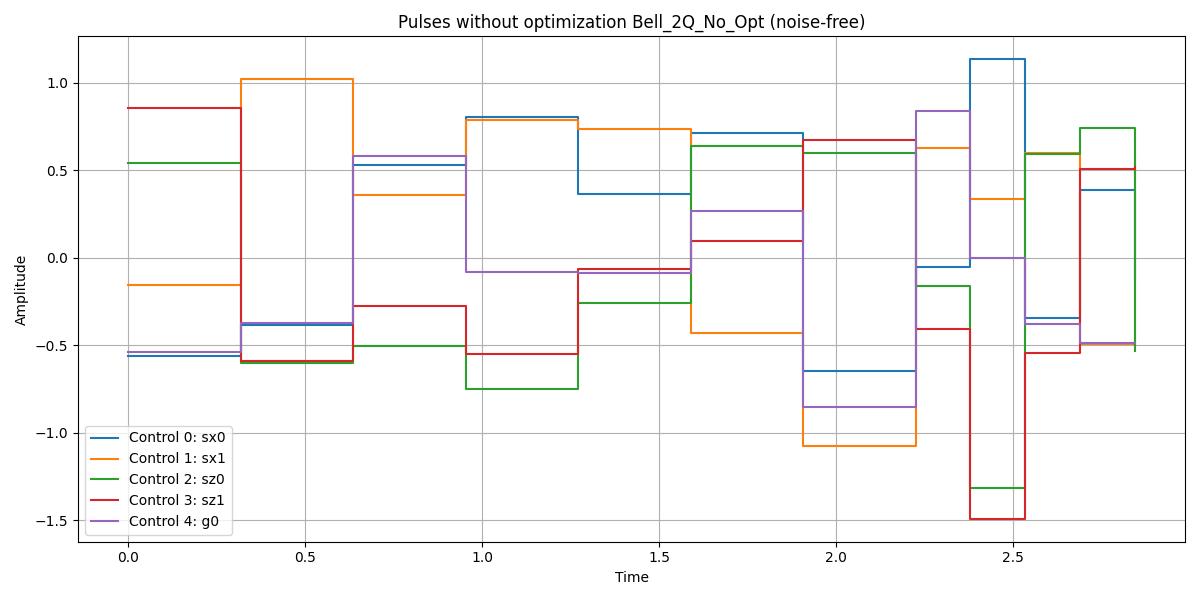 Pulses without optimization Bell_2Q_No_Opt (noise-free)
Amplitude
1.0
0.5
0.0
−0.5
−1.0
−1.5
Control 0: sx0
Control 1: sx1
Control 2: sz0
Control 3: sz1
Control 4: g0
0.0 0.5 1.0 1.5 2.0 2.5
Time